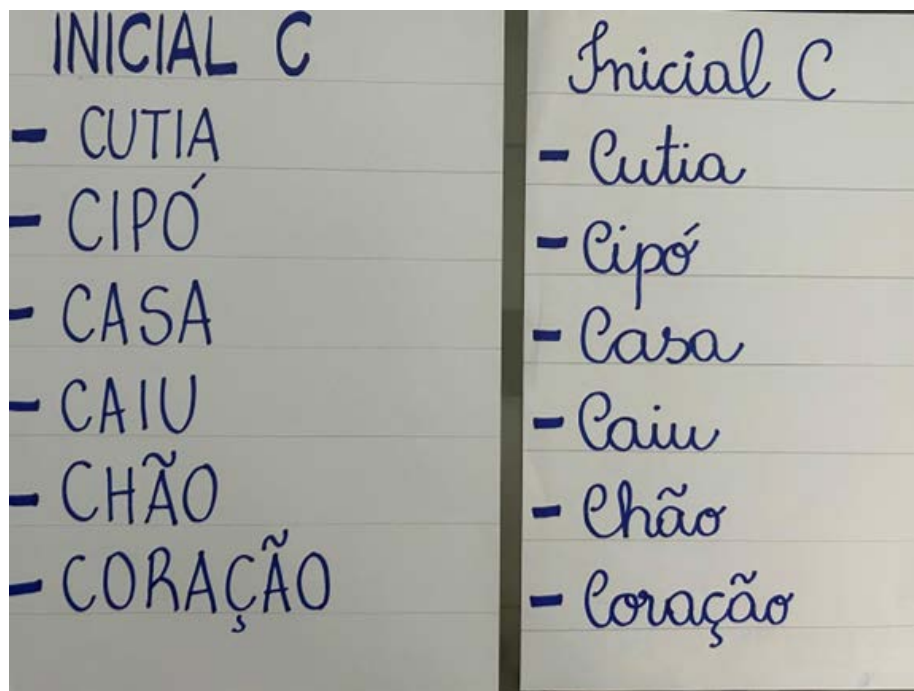 INICIAL C
- CUTIA
- CIPÓ
- CASA
- CAIU
- CHÃO
- CORAÇÃO
Inicial C
- Cutia
- Cipó
- Casa
- Caiu
- Chão
- Coração